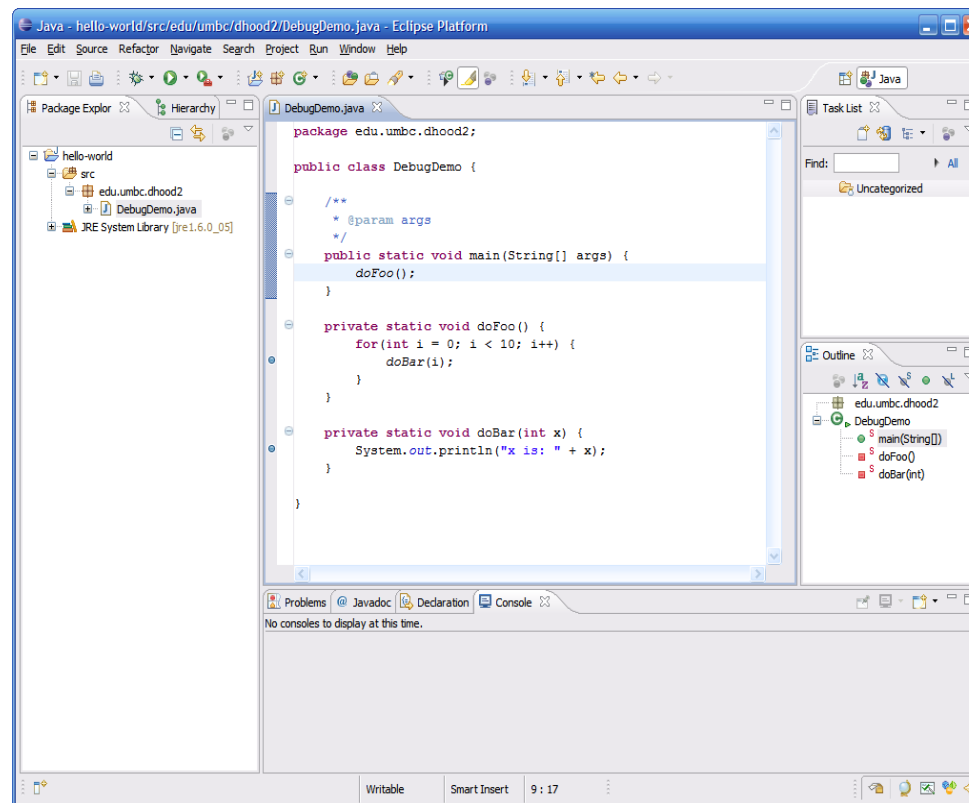 Java - hello-world/src/edu/umbc/dhood2/DebugDemo.java - Eclipse Platform
File Edit Source Refactor Navigate Search Project Run Window Help
Java
Package Explor Hierarchy
hello-world
src
edu.umbc.dhood2
DebugDemo.java
JRE System Library [jre1.6.0_05]
DebugDemo.java
package edu.umbc.dhood2;
public class DebugDemo {
/**
* @param args
*/
public static void main(String[] args) {
doFoo();
}
private static void doFoo() {
for(int i = 0; i < 10; i++) {
doBar(i);
}
}
private static void doBar(int x) {
System.out.println("x is: " + x);
}
}
Task List
Find: All
Uncategorized
Outline
edu.umbc.dhood2
DebugDemo
main(String[])
doFoo()
doBar(int)
Problems @ Javadoc Declaration Console
No consoles to display at this time.
Writable Smart Insert 9 : 17